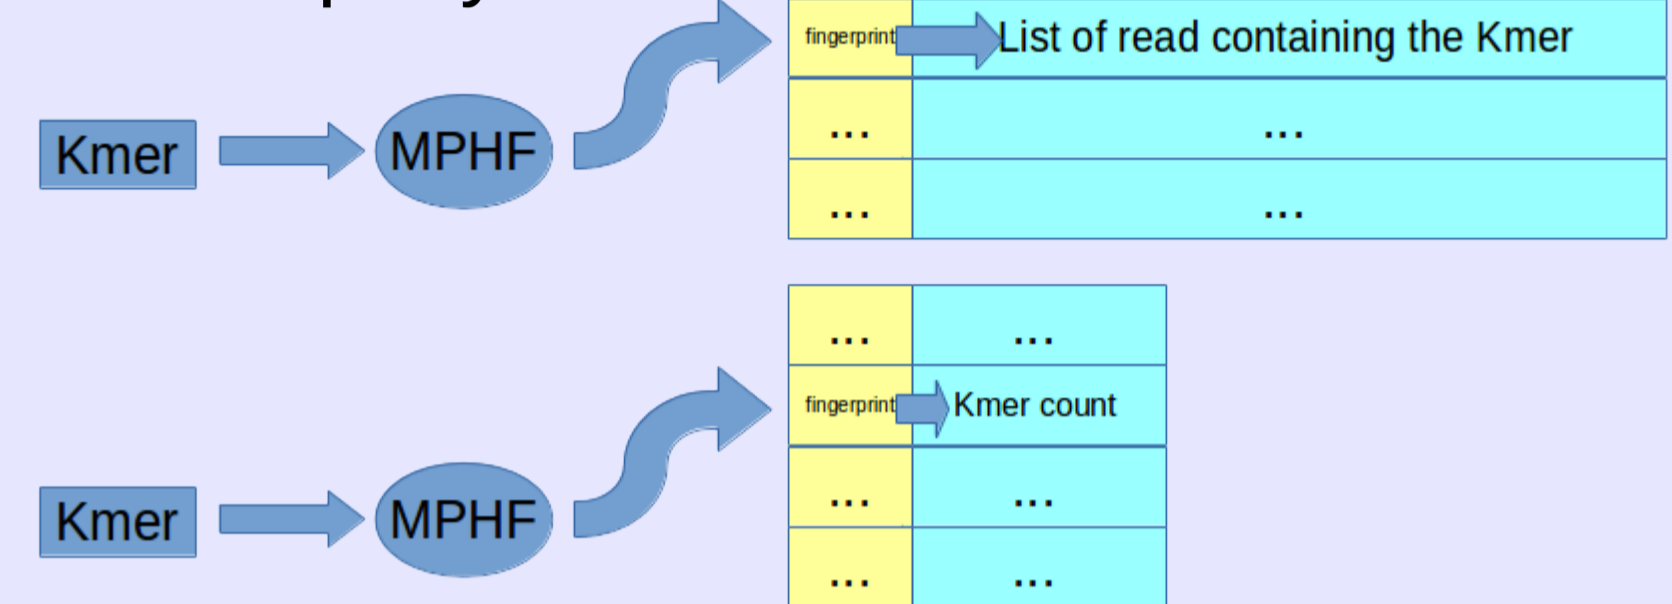 fingerprint List of read containing the Kmer
Kmer MPHF
... ...
... ...
... ...
fingerprint Kmer count
Kmer MPHF
... ...
... ...